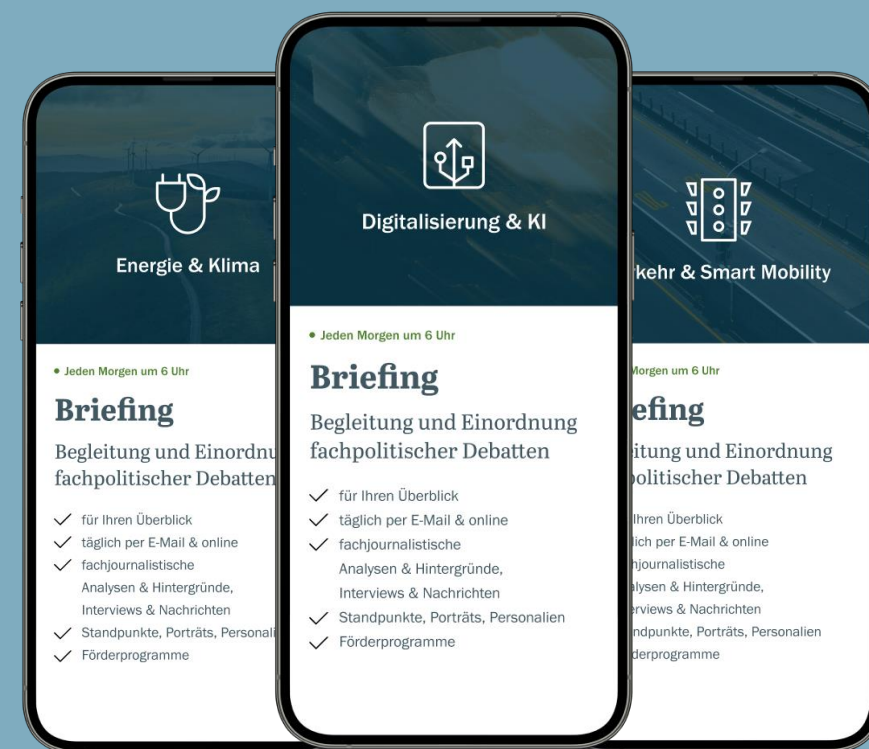 Energie & Klima
• Jeden Morgen um 6 Uhr
Briefing
Begleitung und Einordnu
fachpolitischer Debatten
für Ihren Überblick
täglich per E-Mail & online
fachjournalistische
Analysen & Hintergründe,
Interviews & Nachrichten
Standpunkte, Porträts, Personali
Förderprogramme
Digitalisierung & KI
• Jeden Morgen um 6 Uhr
Briefing
Begleitung und Einordnung
fachpolitischer Debatten
für Ihren Überblick
täglich per E-Mail & online
fachjournalistische
Analysen & Hintergründe,
Interviews & Nachrichten
Standpunkte, Porträts, Personalien
Förderprogramme
kehr & Smart Mobility
Morgen um 6 Uhr
efing
itung und Einordnung
politischer Debatten
Ihren Überblick
lich per E-Mail & online
hjournalistische
alysen & Hintergründe,
erviews & Nachrichten
ndpunkte, Porträts, Personalien
derprogramme